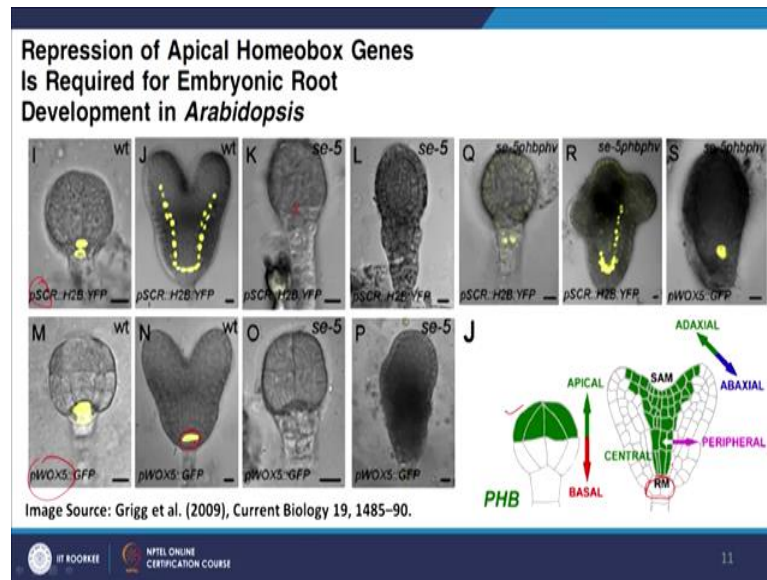 Repression of Apical Homeobox Genes
Is Required for Embryonic Root
Development in Arabidopsis
I wt
J wt
K se-5
L se-5
Q se-5phbphv
R se-5phbphv
S se-5phbphv
pSCR::H2B:YFP
pSCR::H2B:YFP
pSCR::H2B:YFP
pSCR::H2B:YFP
pSCR::H2B:YFP
pSCR::H2B:YFP
pWOX5::GFP
M wt
N wt
O se-5
P se-5
J
pWOX5::GFP
pWOX5::GFP
pWOX5::GFP
pWOX5::GFP
ADAXIAL
ABAXIAL
SAM
APICAL
PERIPHERAL
CENTRAL
BASAL
RM
PHB
Image Source: Grigg et al. (2009), Current Biology 19, 1485–90.
IIT ROORKEE
NPTEL ONLINE
CERTIFICATION COURSE
11